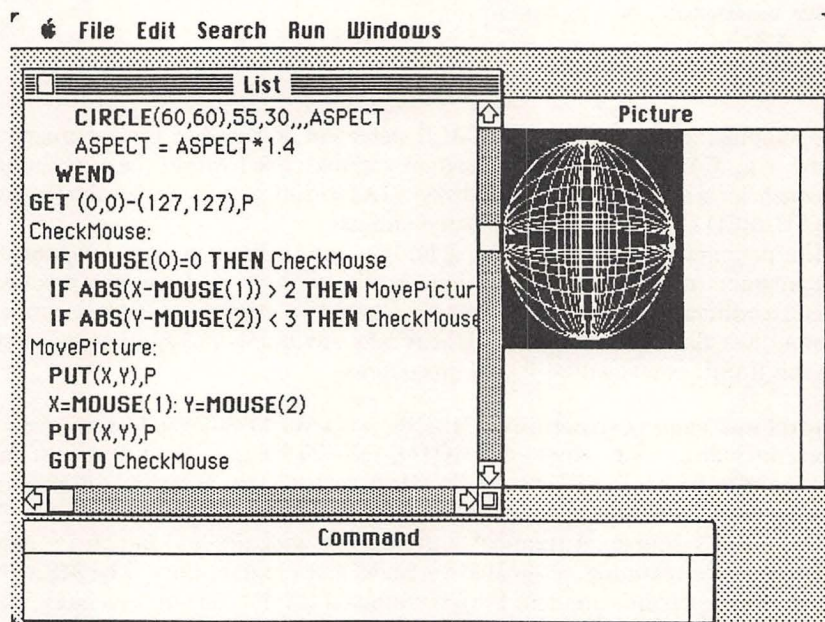 File Edit Search Run Windows
List
CIRCLE(60,60),55,30,,,ASPECT
ASPECT = ASPECT*1.4
WEND
GET (0,0)-(127,127),P
CheckMouse:
IF MOUSE(0)=0 THEN CheckMouse
IF ABS(X-MOUSE(1)) > 2 THEN MovePictur
IF ABS(Y-MOUSE(2)) < 3 THEN CheckMouse
MovePicture:
PUT(X,Y),P
X=MOUSE(1): Y=MOUSE(2)
PUT(X,Y),P
GOTO CheckMouse
Picture
Command